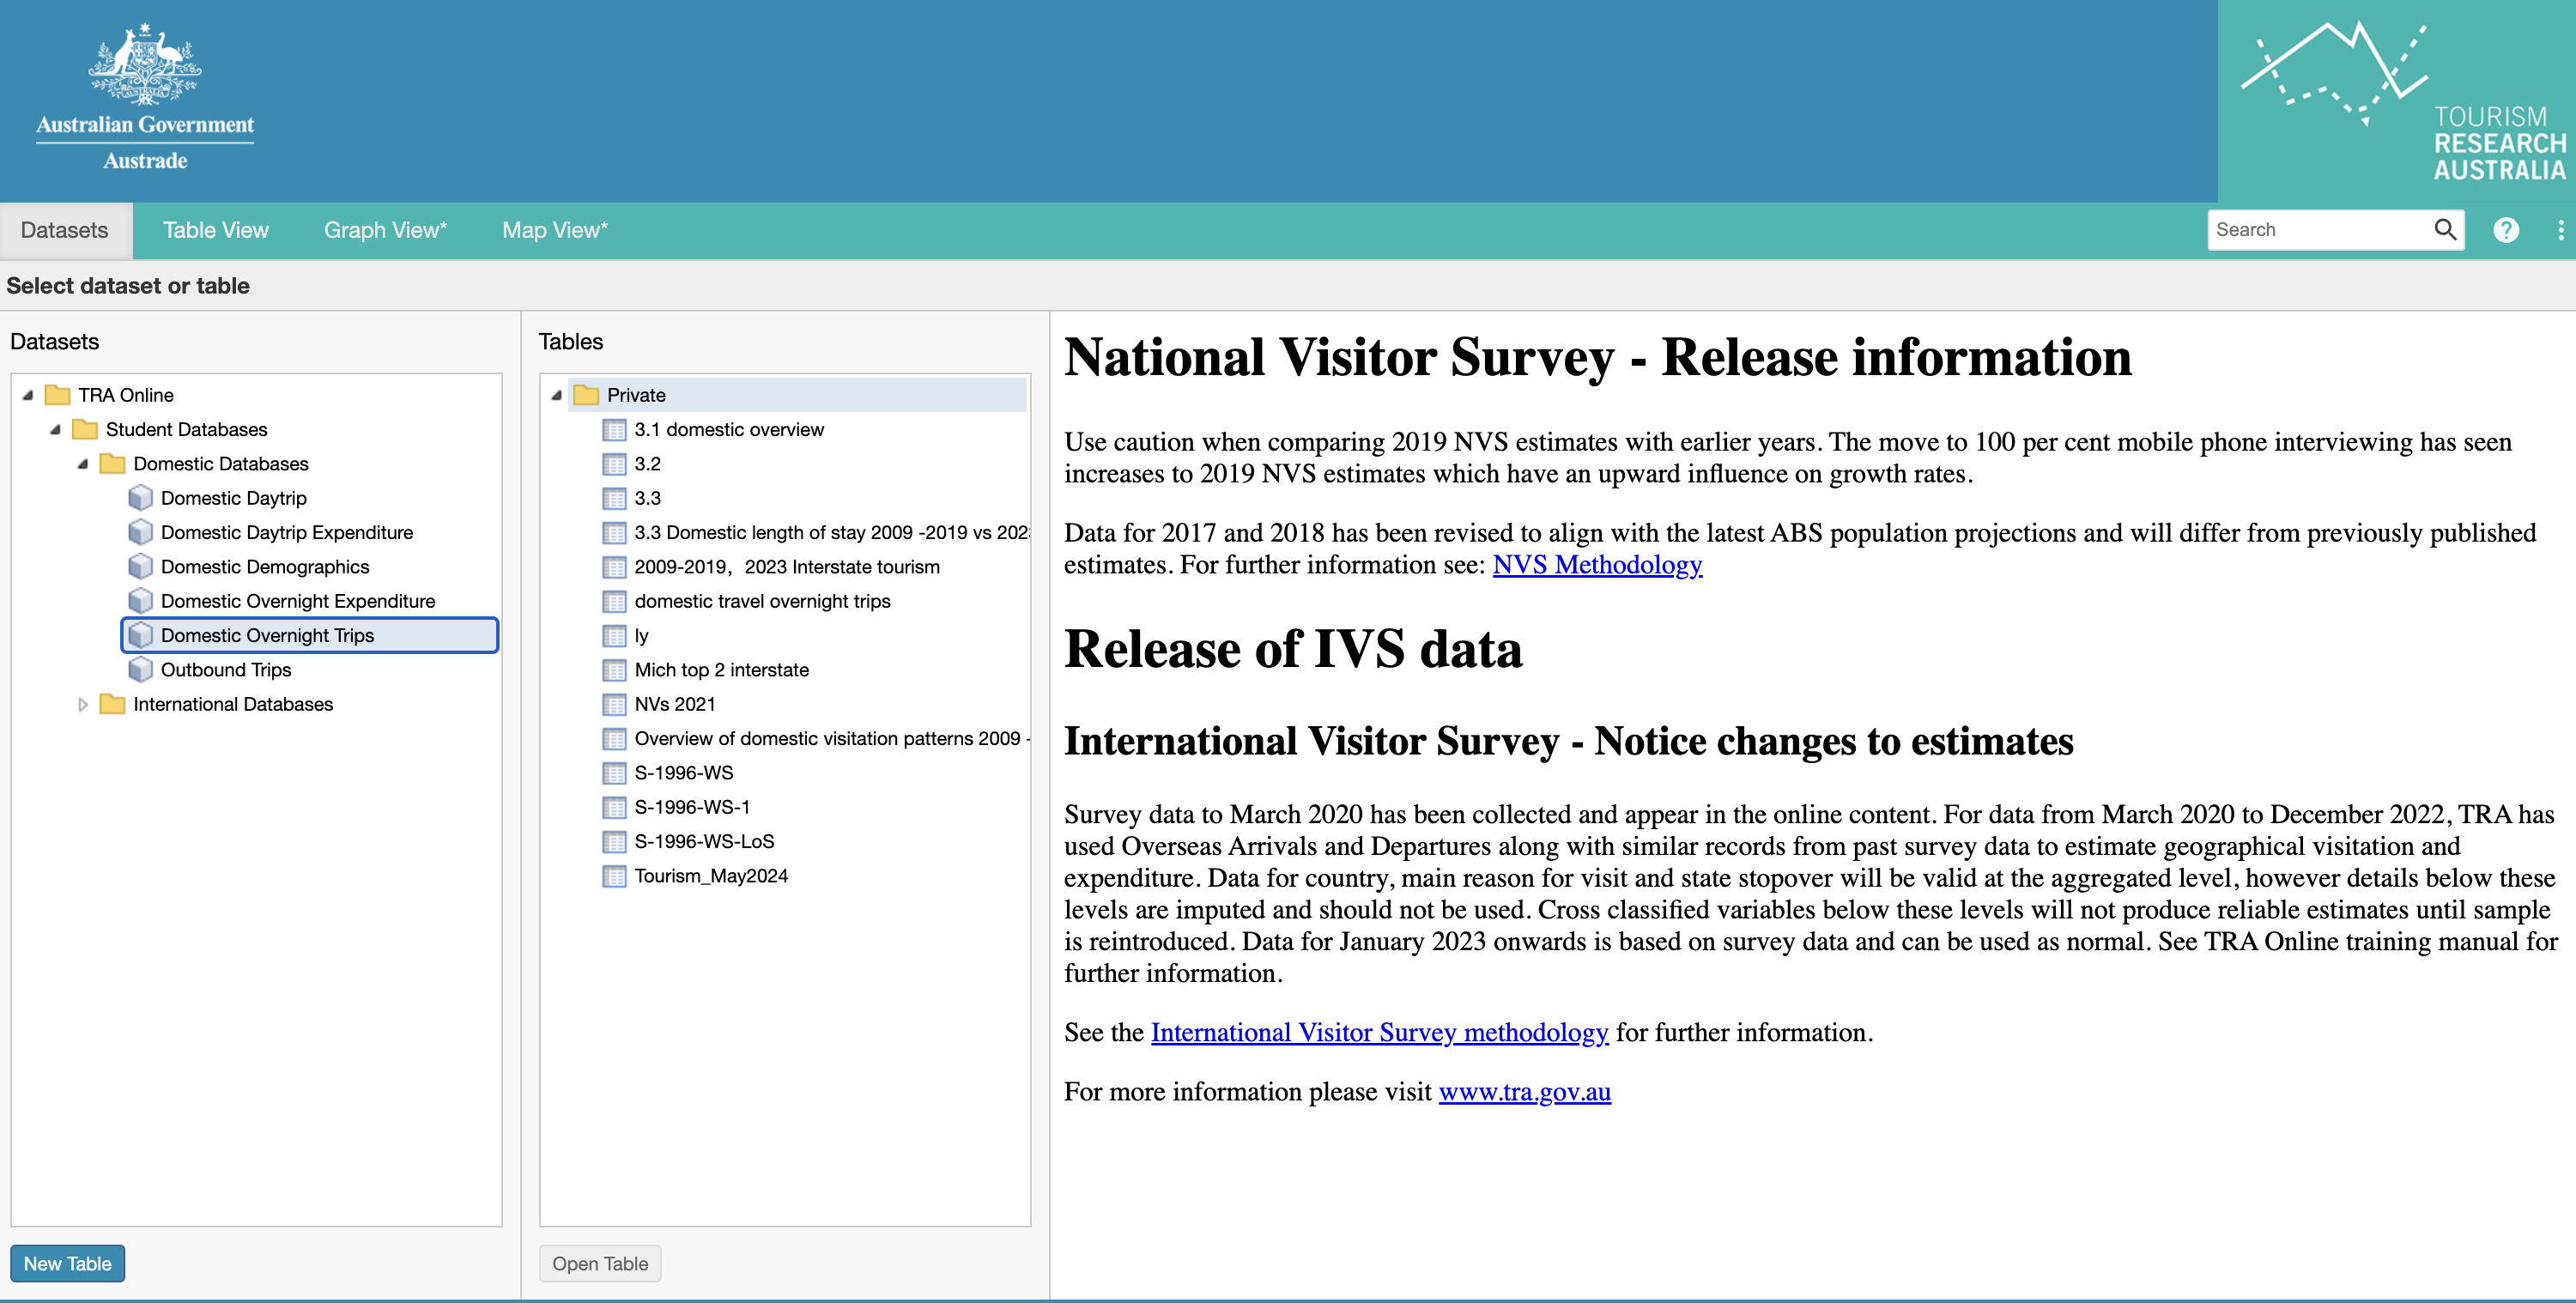 Australian Government
Austrade
TOURISM
RESEARCH
AUSTRALIA
Datasets
Table View
Graph View*
Map View*
Search
?
Select dataset or table
Datasets
TRA Online
Student Databases
Domestic Databases
Domestic Daytrip
Domestic Daytrip Expenditure
Domestic Demographics
Domestic Overnight Expenditure
Domestic Overnight Trips
Outbound Trips
International Databases
New Table
Tables
Private
3.1 domestic overview
3.2
3.3
3.3 Domestic length of stay 2009 -2019 vs 202
2009-2019，2023 Interstate tourism
domestic travel overnight trips
ly
Mich top 2 interstate
NVs 2021
Overview of domestic visitation patterns 2009 -
S-1996-WS
S-1996-WS-1
S-1996-WS-LoS
Tourism_May2024
Open Table
National Visitor Survey - Release information
Use caution when comparing 2019 NVS estimates with earlier years. The move to 100 per cent mobile phone interviewing has seen
increases to 2019 NVS estimates which have an upward influence on growth rates.
Data for 2017 and 2018 has been revised to align with the latest ABS population projections and will differ from previously published
estimates. For further information see: NVS Methodology
Release of IVS data
International Visitor Survey - Notice changes to estimates
Survey data to March 2020 has been collected and appear in the online content. For data from March 2020 to December 2022, TRA has
used Overseas Arrivals and Departures along with similar records from past survey data to estimate geographical visitation and
expenditure. Data for country, main reason for visit and state stopover will be valid at the aggregated level, however details below these
levels are imputed and should not be used. Cross classified variables below these levels will not produce reliable estimates until sample
is reintroduced. Data for January 2023 onwards is based on survey data and can be used as normal. See TRA Online training manual for
further information.
See the International Visitor Survey methodology for further information.
For more information please visit www.tra.gov.au